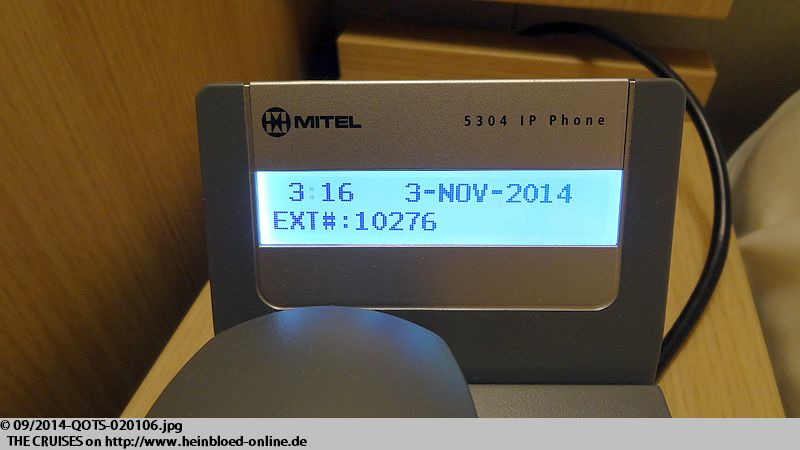 MITEL 5304 IP Phone
3:16 3-NOV-2014
EXT#:10276
© 09/2014-QOTS-020106.jpg
THE CRUISES on http://www.heinbloed-online.de